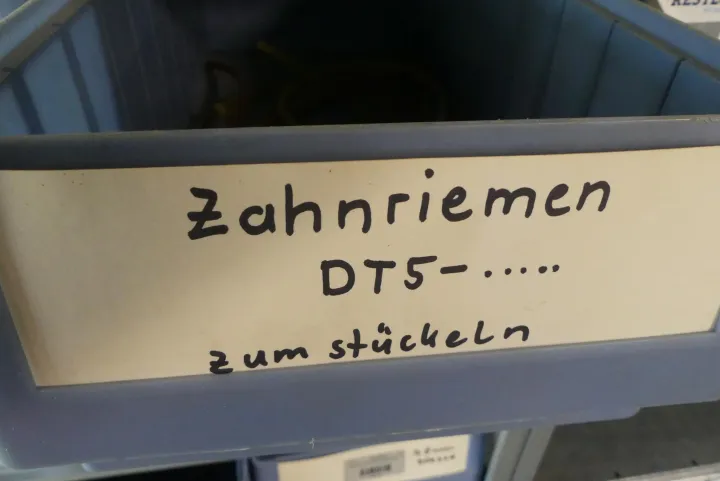 Zahnriemen
DT5-.....
zum stückeln